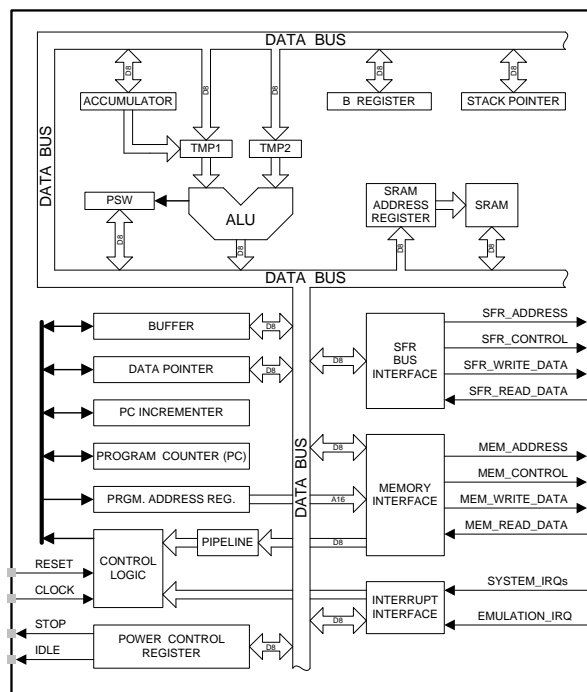 DATA BUS
D8
D8
D8
D8
D8
ACCUMULATOR
B REGISTER
STACK POINTER
DATA BUS
TMP1
TMP2
PSW
ALU
SRAM
ADDRESS
REGISTER
SRAM
D8
D8
D8
D8
DATA BUS
BUFFER
D8
DATA POINTER
D8
PC INCREMENTER
PROGRAM COUNTER (PC)
PRGM. ADDRESS REG.
A16
DATA BUS
D8
SFR
BUS
INTERFACE
SFR_ADDRESS
SFR_CONTROL
SFR_WRITE_DATA
SFR_READ_DATA
D8
MEMORY
INTERFACE
MEM_ADDRESS
MEM_CONTROL
MEM_WRITE_DATA
MEM_READ_DATA
CONTROL
LOGIC
PIPELINE
D8
RESET
CLOCK
STOP
IDLE
POWER CONTROL
REGISTER
D8
D8
INTERRUPT
INTERFACE
SYSTEM_IRQs
EMULATION_IRQ